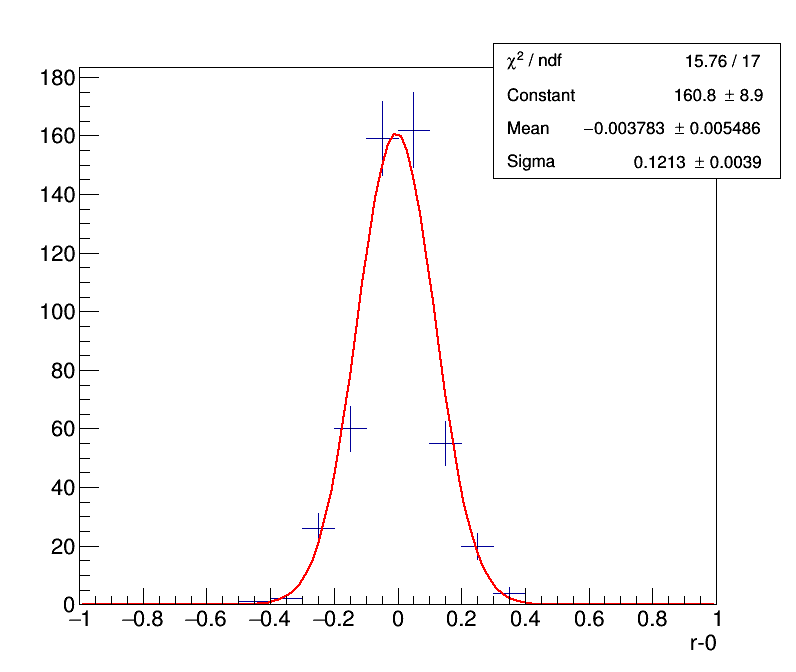 χ² / ndf 15.76 / 17
Constant 160.8 ± 8.9
Mean −0.003783 ± 0.005486
Sigma 0.1213 ± 0.0039
180
160
140
120
100
80
60
40
20
0
−1 −0.8 −0.6 −0.4 −0.2 0 0.2 0.4 0.6 0.8 1
r-0